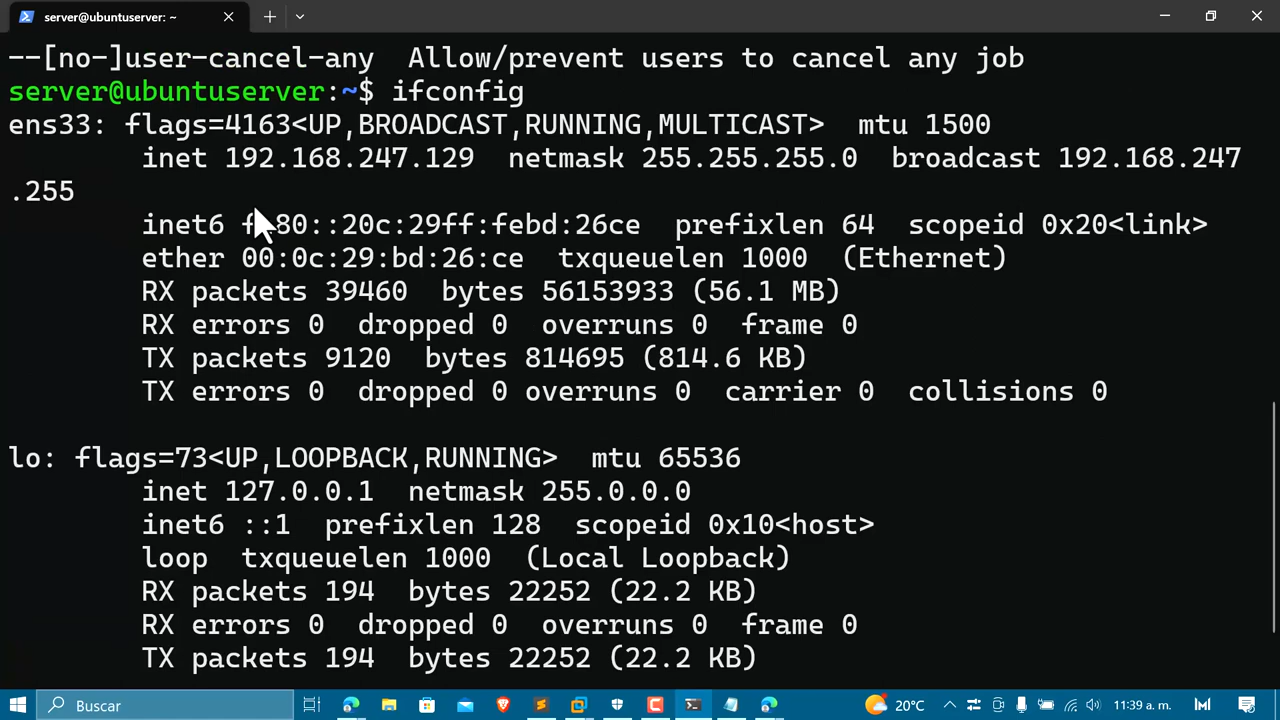 server@ubuntuserver: ~
--[no-]user-cancel-any  Allow/prevent users to cancel any job
server@ubuntuserver:~$ ifconfig
ens33: flags=4163<UP,BROADCAST,RUNNING,MULTICAST>  mtu 1500
inet 192.168.247.129  netmask 255.255.255.0  broadcast 192.168.247
.255
inet6 fe80::20c:29ff:febd:26ce  prefixlen 64  scopeid 0x20<link>
ether 00:0c:29:bd:26:ce  txqueuelen 1000  (Ethernet)
RX packets 39460  bytes 56153933 (56.1 MB)
RX errors 0  dropped 0  overruns 0  frame 0
TX packets 9120  bytes 814695 (814.6 KB)
TX errors 0  dropped 0 overruns 0  carrier 0  collisions 0
lo: flags=73<UP,LOOPBACK,RUNNING>  mtu 65536
inet 127.0.0.1  netmask 255.0.0.0
inet6 ::1  prefixlen 128  scopeid 0x10<host>
loop  txqueuelen 1000  (Local Loopback)
RX packets 194  bytes 22252 (22.2 KB)
RX errors 0  dropped 0  overruns 0  frame 0
TX packets 194  bytes 22252 (22.2 KB)
Buscar
20°C
11:39 a. m.